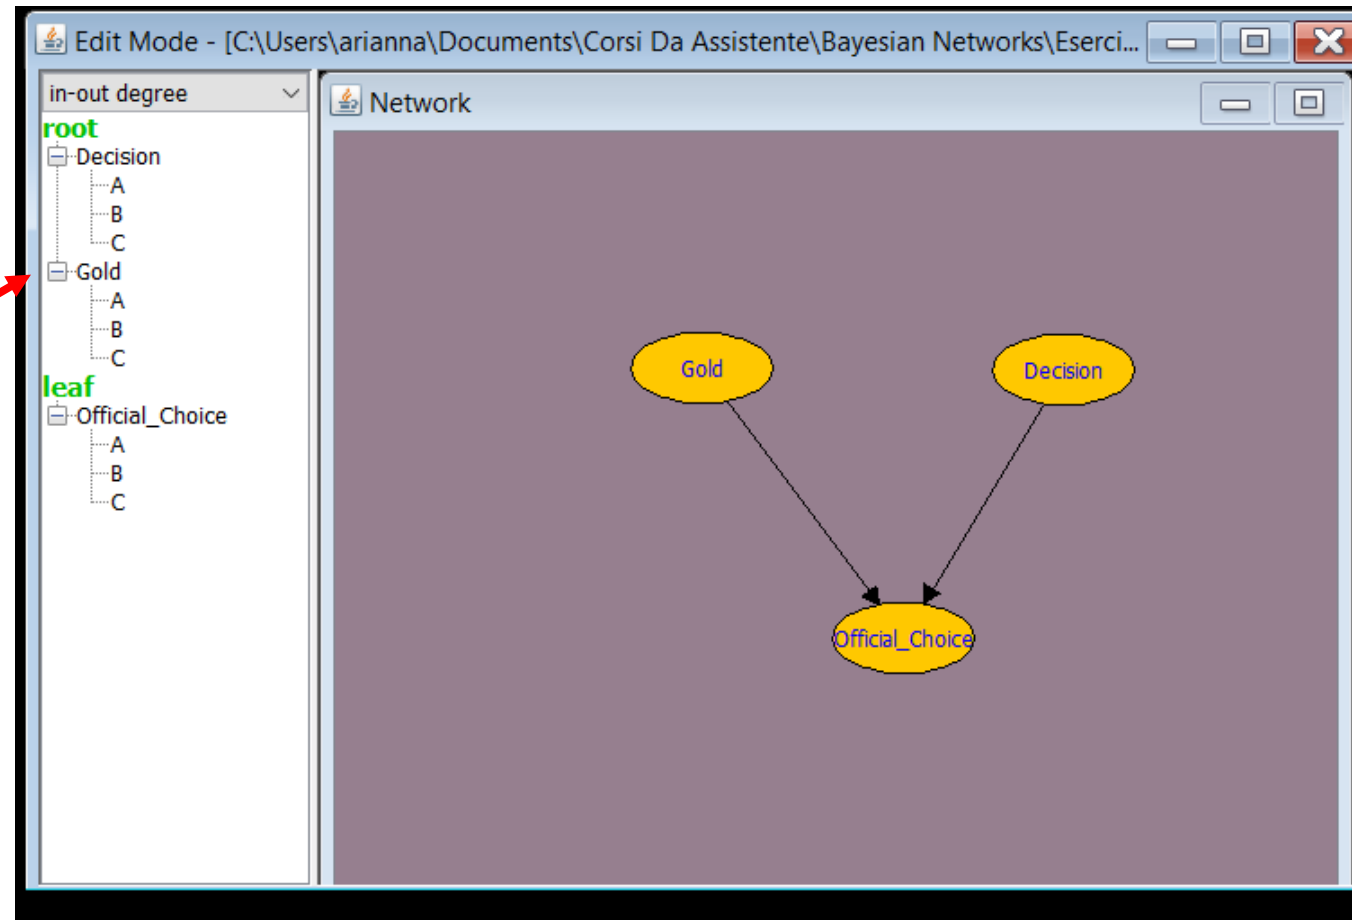 Edit Mode - [C:\Users\arianna\Documents\Corsi Da Assistente\Bayesian Networks\Eserci...
in-out degree
root
Decision
A
B
C
Gold
A
B
C
leaf
Official_Choice
A
B
C
Network
Gold
Decision
Official_Choice